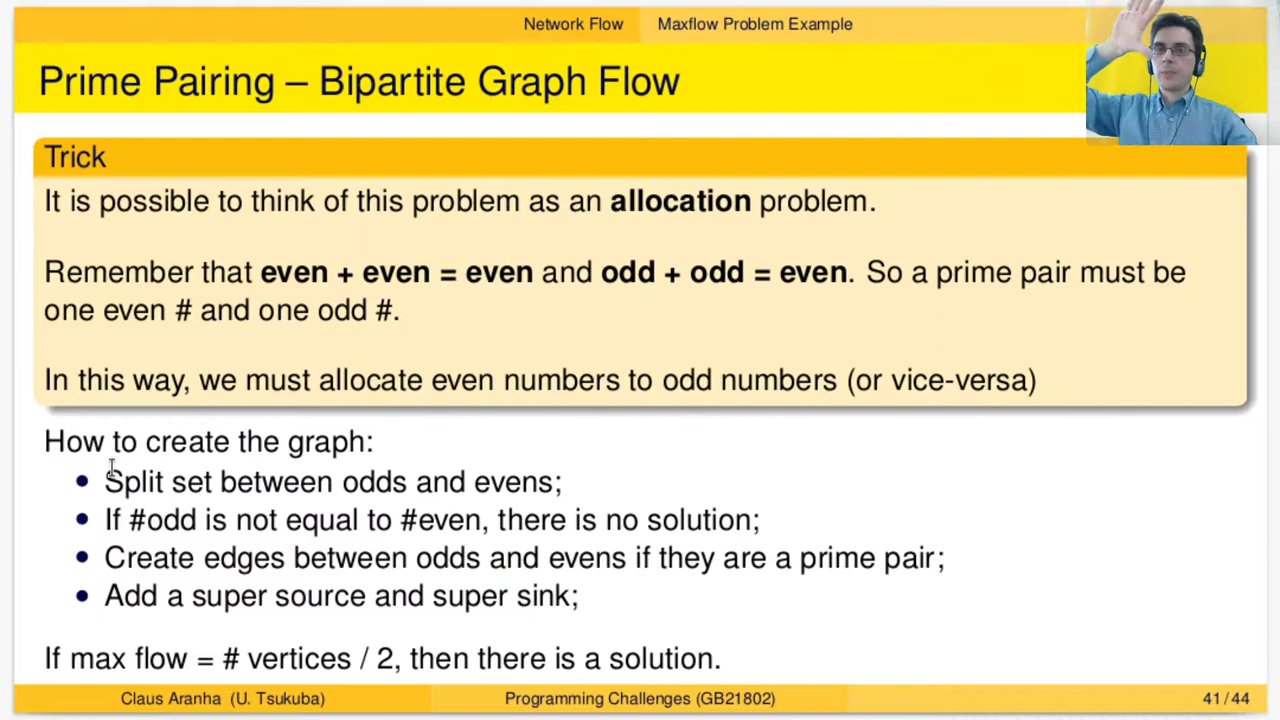 Network Flow Maxflow Problem Example
Prime Pairing – Bipartite Graph Flow
Trick
It is possible to think of this problem as an allocation problem.
Remember that even + even = even and odd + odd = even. So a prime pair must be
one even # and one odd #.
In this way, we must allocate even numbers to odd numbers (or vice-versa)
How to create the graph:
• Split set between odds and evens;
• If #odd is not equal to #even, there is no solution;
• Create edges between odds and evens if they are a prime pair;
• Add a super source and super sink;
If max flow = # vertices / 2, then there is a solution.
Claus Aranha (U. Tsukuba) Programming Challenges (GB21802) 41 / 44